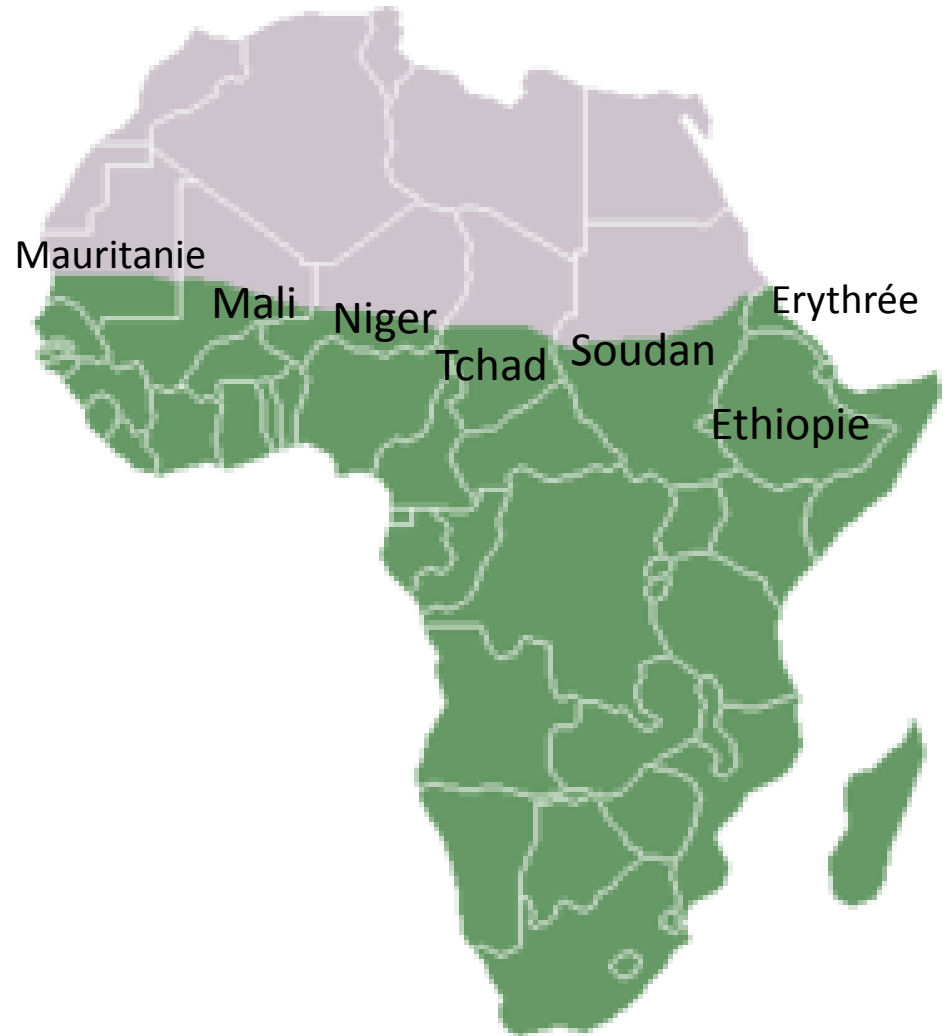 Mauritanie
Mali
Niger
Tchad
Soudan
Erythrée
Ethiopie